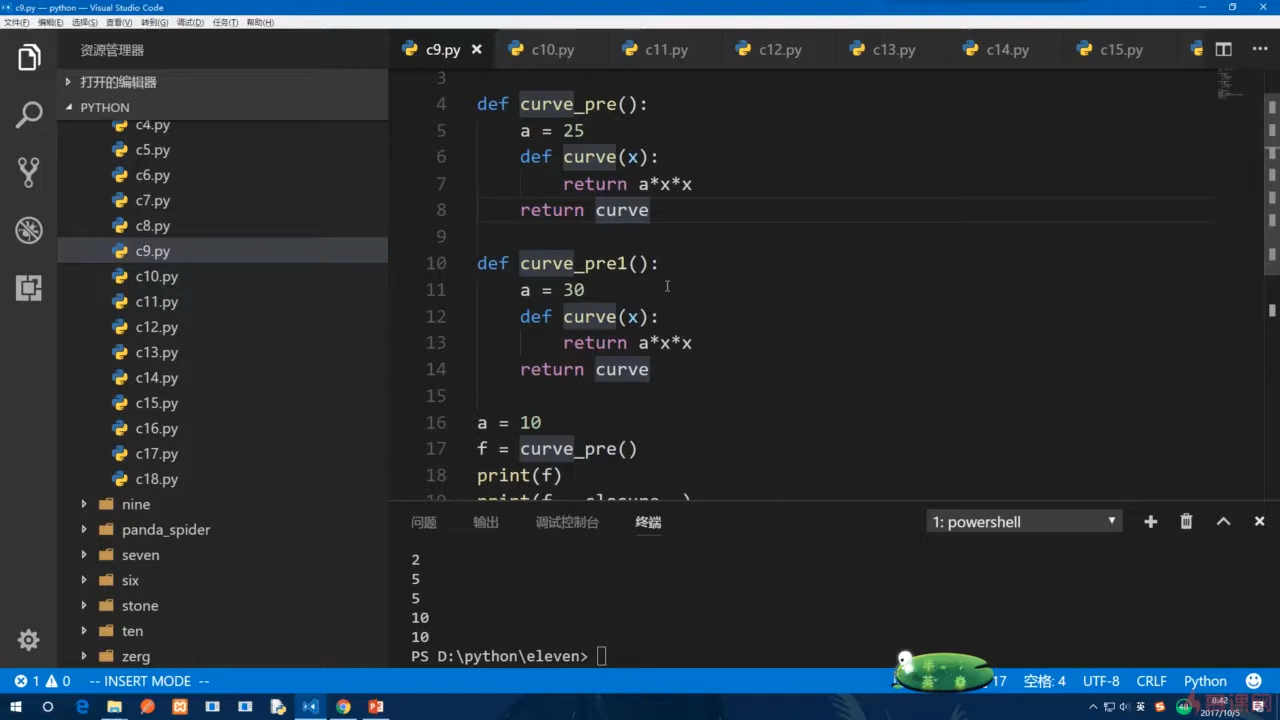 c9.py — python — Visual Studio Code
文件(F) 编辑(E) 选择(S) 查看(V) 转到(G) 调试(D) 任务(T) 帮助(H)
资源管理器
打开的编辑器
PYTHON
c4.py
c5.py
c6.py
c7.py
c8.py
c9.py
c10.py
c11.py
c12.py
c13.py
c14.py
c15.py
c16.py
c17.py
c18.py
nine
panda_spider
seven
six
stone
ten
zerg
c9.py c10.py c11.py c12.py c13.py c14.py c15.py
3
4 def curve_pre():
5 a = 25
6 def curve(x):
7 return a*x*x
8 return curve
9
10 def curve_pre1():
11 a = 30
12 def curve(x):
13 return a*x*x
14 return curve
15
16 a = 10
17 f = curve_pre()
18 print(f)
19 print(f.__closure__)
问题 输出 调试控制台 终端
1: powershell
2
5
5
10
10
PS D:\python\eleven>
1 0 -- INSERT MODE --
17 空格: 4 UTF-8 CRLF Python
英
8:42
2017/10/5